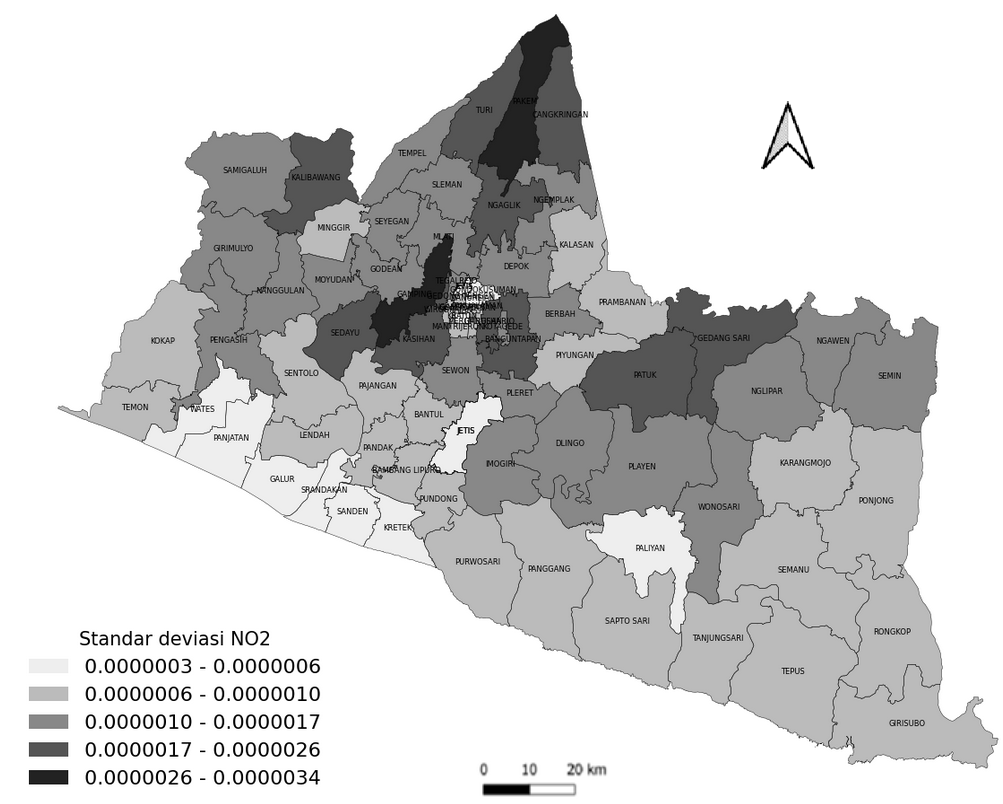 PAKEM
TURI
CANGKRINGAN
TEMPEL
SAMIGALUH
KALIBAWANG
SLEMAN
NGAGLIK
NGEMPLAK
SEYEGAN
MINGGIR
MLATI
KALASAN
GIRIMULYO
GODEAN
DEPOK
MOYUDAN
TEGALREJO
NANGGULAN
GAMPING
PRAMBANAN
BERBAH
MANTRIJERON
KOTAGEDE
SEDAYU
KASIHAN
BANGUNTAPAN
GEDANG SARI
NGAWEN
KOKAP
PENGASIH
PIYUNGAN
SENTOLO
SEWON
PATUK
SEMIN
PAJANGAN
PLERET
NGLIPAR
TEMON
WATES
BANTUL
JETIS
PANJATAN
LENDAH
PANDAK
DLINGO
IMOGIRI
PLAYEN
KARANGMOJO
BAMBANG LIPURO
GALUR
SRANDAKAN
PUNDONG
SANDEN
WONOSARI
PONJONG
KRETEK
PALIYAN
PURWOSARI
PANGGANG
SEMANU
SAPTO SARI
TANJUNGSARI
RONGKOP
TEPUS
GIRISUBO
Standar deviasi NO2
0.0000003 - 0.0000006
0.0000006 - 0.0000010
0.0000010 - 0.0000017
0.0000017 - 0.0000026
0.0000026 - 0.0000034
0 10 20 km